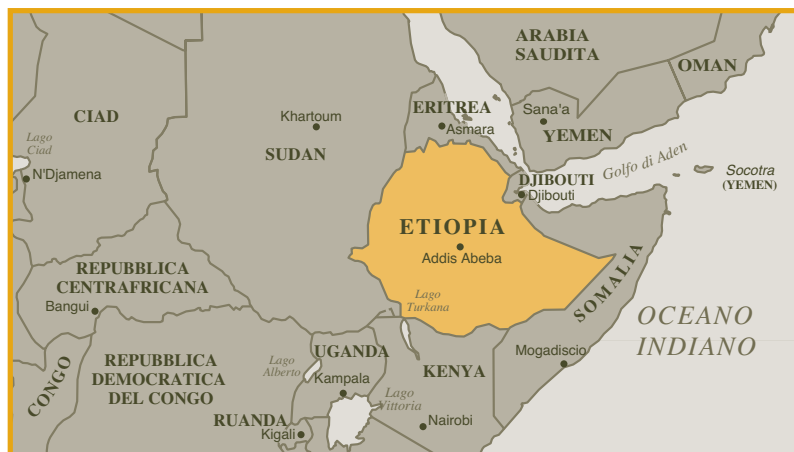 ARABIA
SAUDITA
OMAN
CIAD
Khartoum
ERITREA
Sana'a
Asmara
YEMEN
Lago
Ciad
SUDAN
N'Djamena
DJIBOUTI
Djibouti
Golfo di Aden
Socotra
(YEMEN)
ETIOPIA
Addis Abeba
REPUBBLICA
CENTRAFRICANA
Bangui
Lago
Turkana
SOMALIA
OCEANO
INDIANO
CONGO
REPUBBLICA
DEMOCRATICA
DEL CONGO
Lago
Alberto
UGANDA
Kampala
KENYA
Mogadiscio
Lago
Vittoria
RUANDA
Kigali
Nairobi